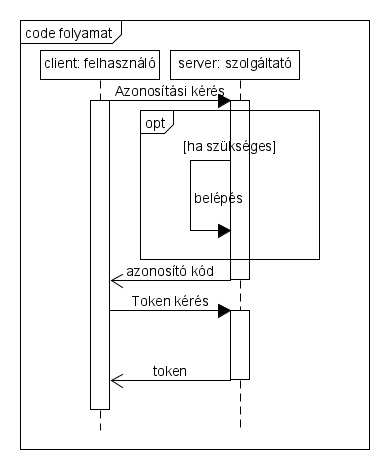 code folyamat
client: felhasználó
server: szolgáltató
Azonosítási kérés
opt
[ha szükséges]
belépés
azonosító kód
Token kérés
token